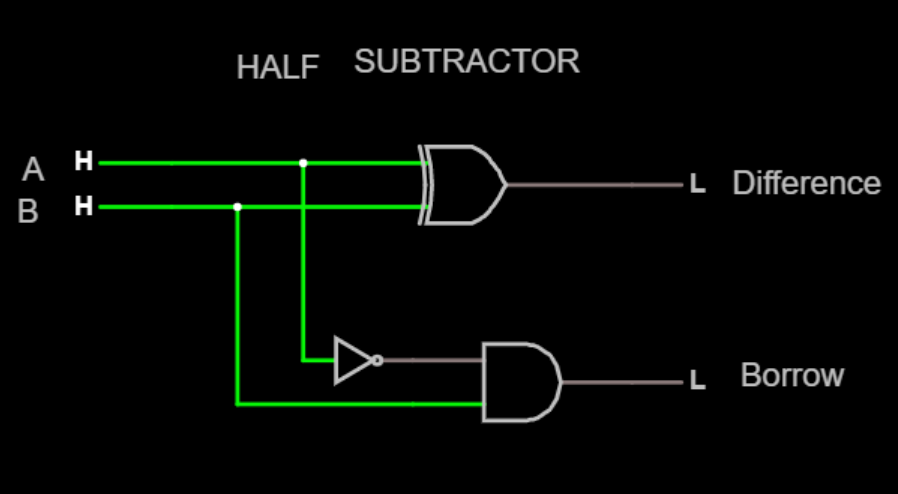 HALF SUBTRACTOR
A H
B H
L Difference
L Borrow